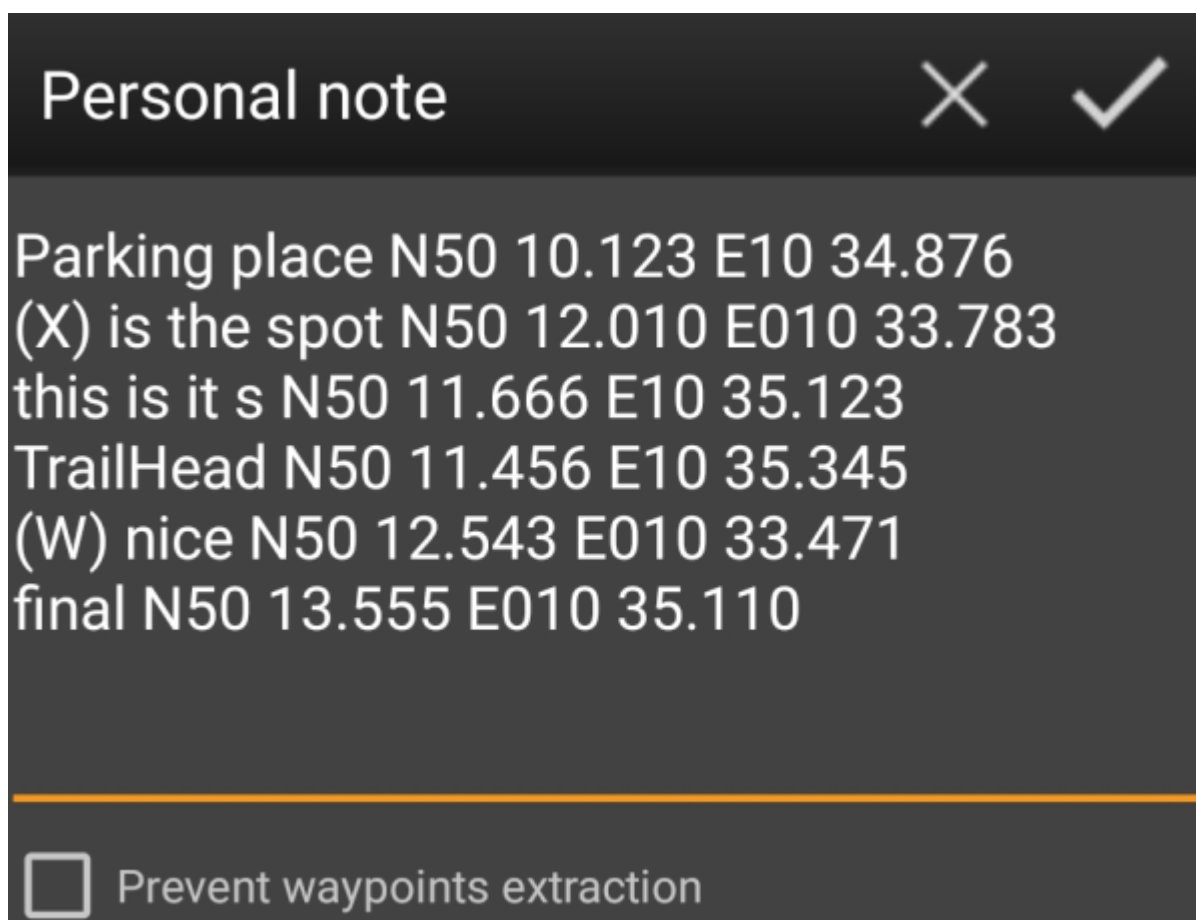 Personal note
Parking place N50 10.123 E10 34.876
(X) is the spot N50 12.010 E010 33.783
this is it s N50 11.666 E10 35.123
TrailHead N50 11.456 E10 35.345
(W) nice N50 12.543 E010 33.471
final N50 13.555 E010 35.110
Prevent waypoints extraction